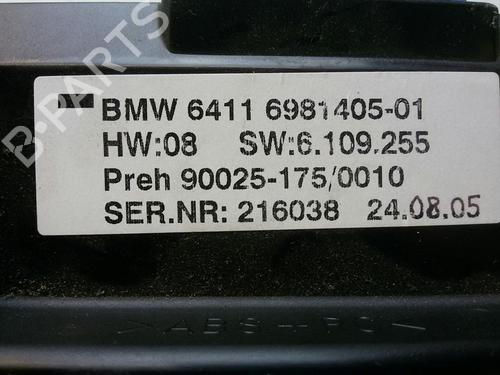 BMW 6411 6981405-01
HW:08 SW:6.109.255
Preh 90025-175/0010
SER.NR: 216038 24.08.05
>ABS+PC<
B-PARTS